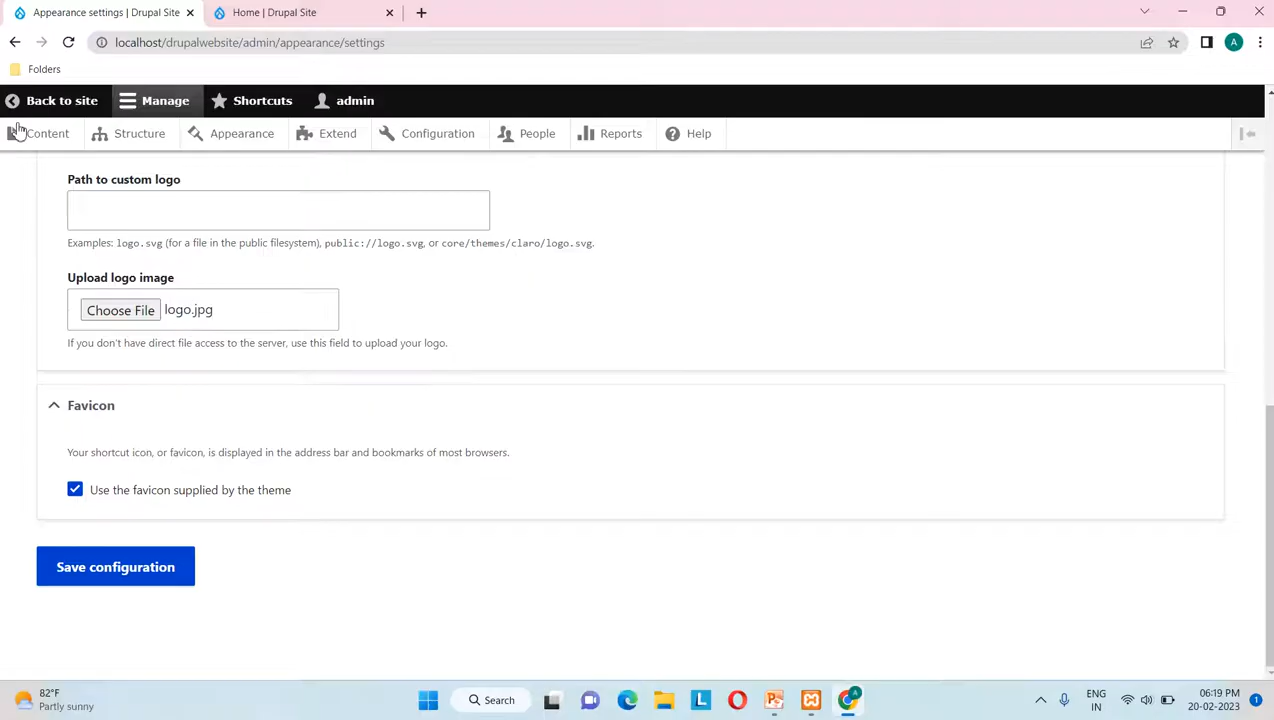 Appearance settings | Drupal Site
Home | Drupal Site
localhost/drupalwebsite/admin/appearance/settings
A
Folders
Back to site
Manage
Shortcuts
admin
Content
Structure
Appearance
Extend
Configuration
People
Reports
Help
Path to custom logo
Examples: logo.svg (for a file in the public filesystem), public://logo.svg, or core/themes/claro/logo.svg.
Upload logo image
Choose File logo.jpg
If you don't have direct file access to the server, use this field to upload your logo.
Favicon
Your shortcut icon, or favicon, is displayed in the address bar and bookmarks of most browsers.
Use the favicon supplied by the theme
Save configuration
82°F
Partly sunny
Search
L
A
ENG
IN
06:19 PM
20-02-2023
1